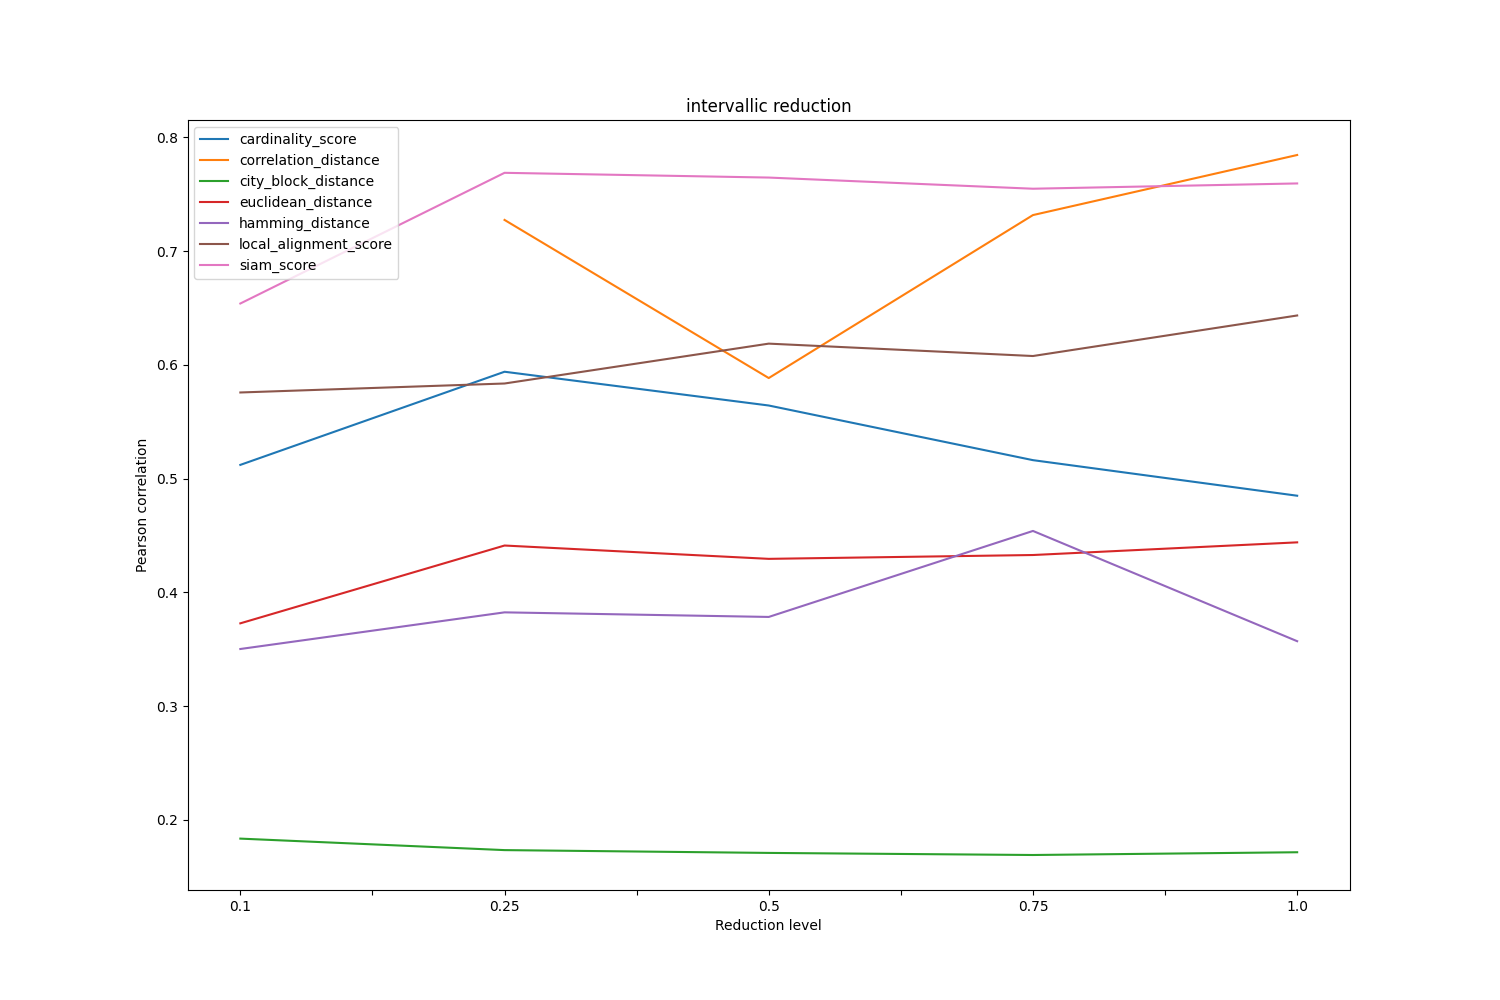 intervallic reduction
cardinality_score
correlation_distance
city_block_distance
euclidean_distance
hamming_distance
local_alignment_score
siam_score
0.8
0.7
0.6
0.5
0.4
0.3
0.2
Pearson correlation
0.1 0.25 0.5 0.75 1.0
Reduction level